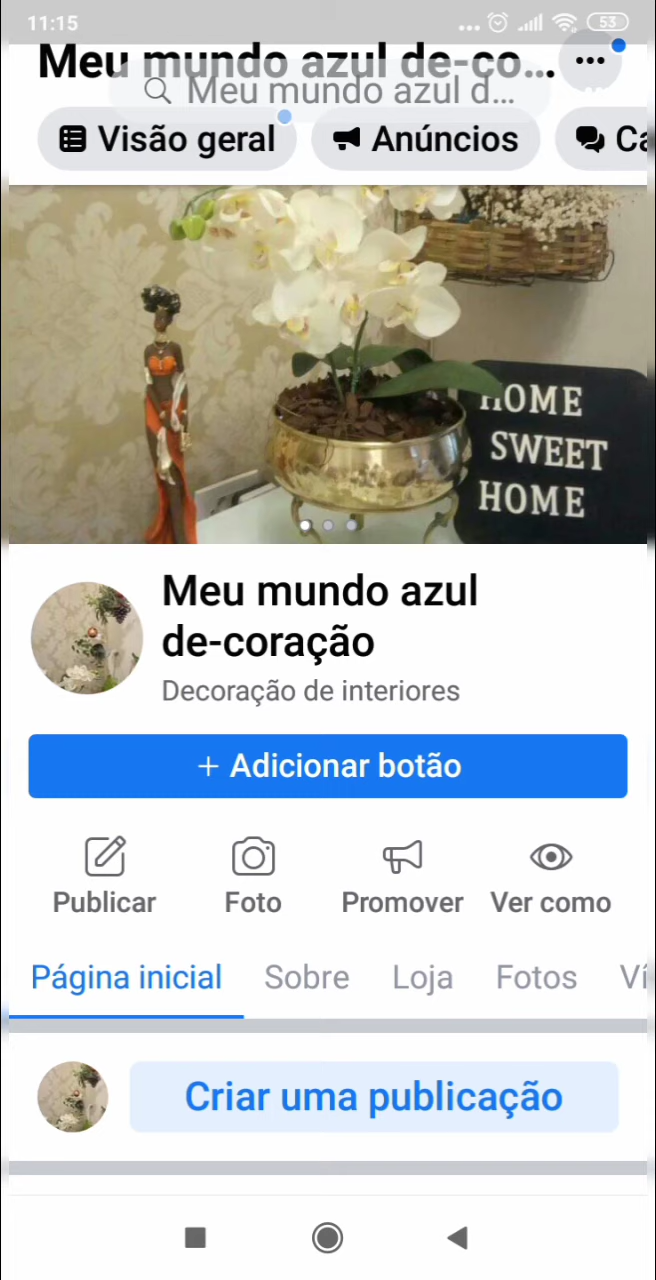 11:15
53
Meu mundo azul de-co...
Meu mundo azul d...
Visão geral
Anúncios
HOME
SWEET
HOME
Meu mundo azul
de-coração
Decoração de interiores
+ Adicionar botão
Publicar
Foto
Promover
Ver como
Página inicial
Sobre
Loja
Fotos
Criar uma publicação